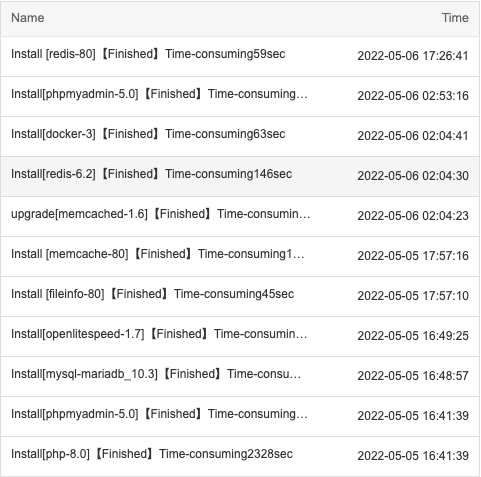 Name Time
Install [redis-80]【Finished】Time-consuming59sec 2022-05-06 17:26:41
Install[phpmyadmin-5.0]【Finished】Time-consuming… 2022-05-06 02:53:16
Install[docker-3]【Finished】Time-consuming63sec 2022-05-06 02:04:41
Install[redis-6.2]【Finished】Time-consuming146sec 2022-05-06 02:04:30
upgrade[memcached-1.6]【Finished】Time-consumin… 2022-05-06 02:04:23
Install [memcache-80]【Finished】Time-consuming1… 2022-05-05 17:57:16
Install [fileinfo-80]【Finished】Time-consuming45sec 2022-05-05 17:57:10
Install[openlitespeed-1.7]【Finished】Time-consumin… 2022-05-05 16:49:25
Install[mysql-mariadb_10.3]【Finished】Time-consu… 2022-05-05 16:48:57
Install[phpmyadmin-5.0]【Finished】Time-consuming… 2022-05-05 16:41:39
Install[php-8.0]【Finished】Time-consuming2328sec 2022-05-05 16:41:39